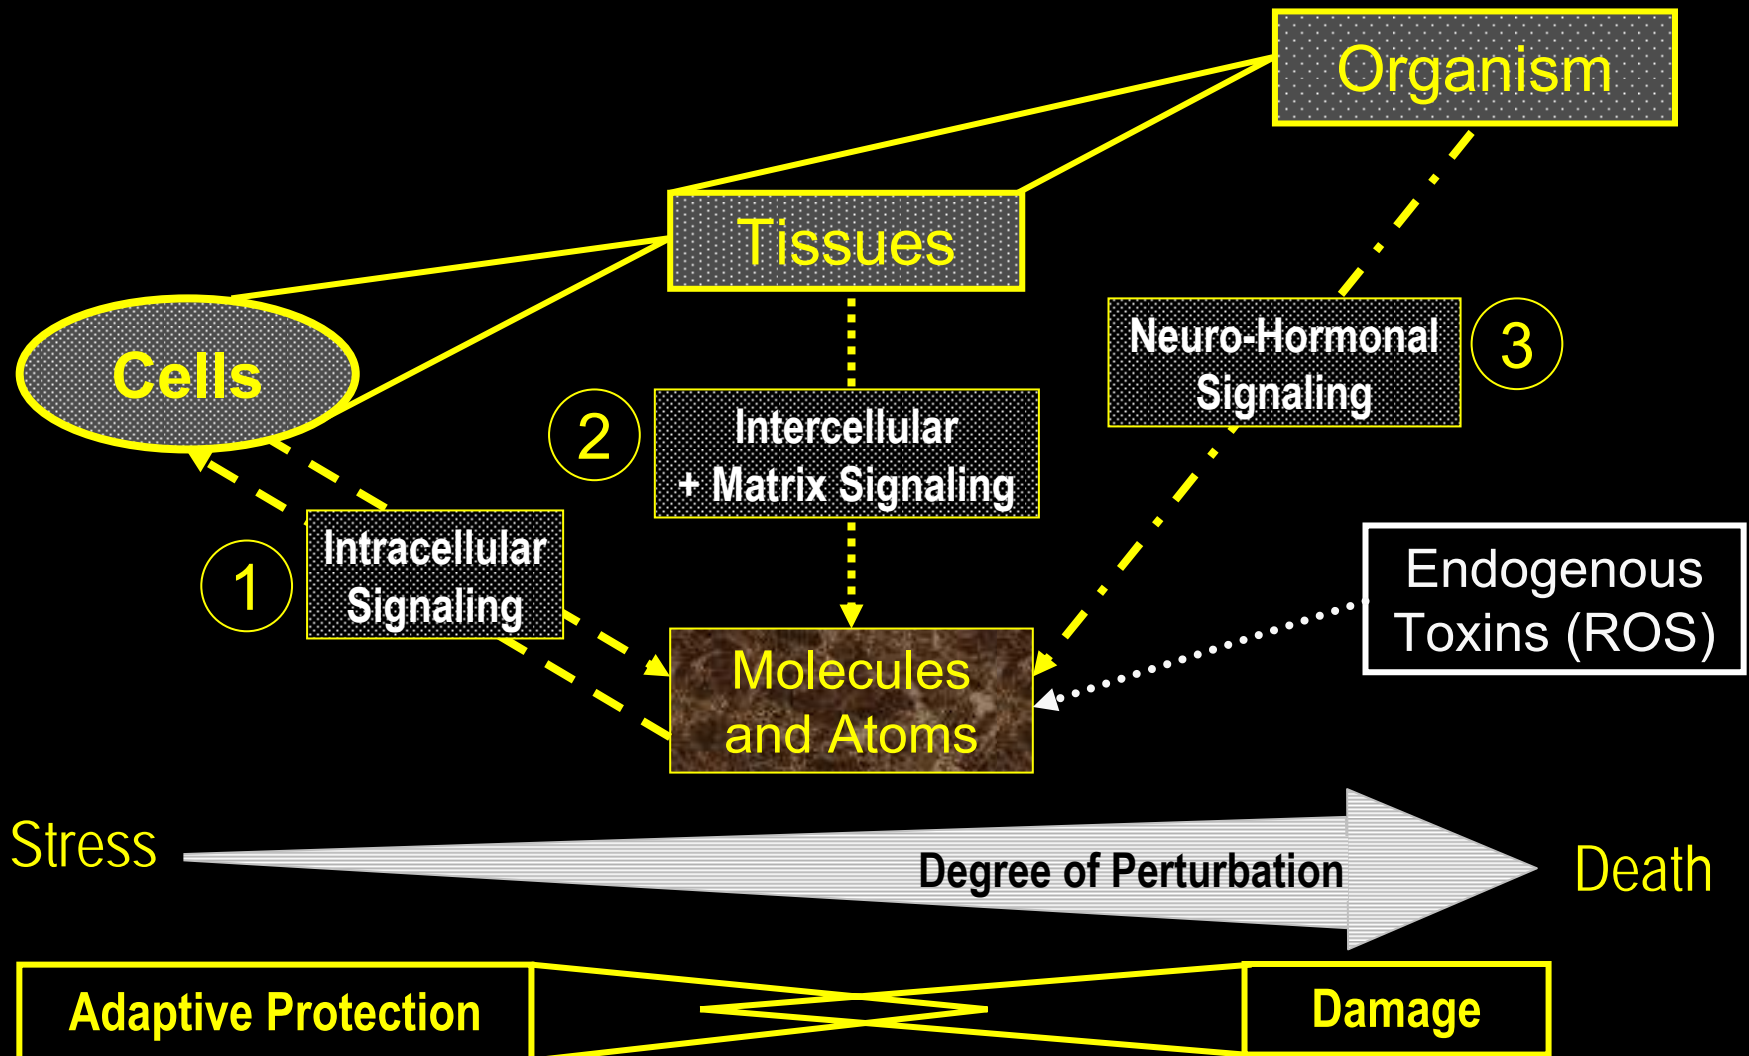 Organism
Tissues
Cells
Neuro-Hormonal
Signaling
3
2
Intercellular
+ Matrix Signaling
1
Intracellular
Signaling
Endogenous
Toxins (ROS)
Molecules
and Atoms
Stress
Degree of Perturbation
Death
Adaptive Protection
Damage